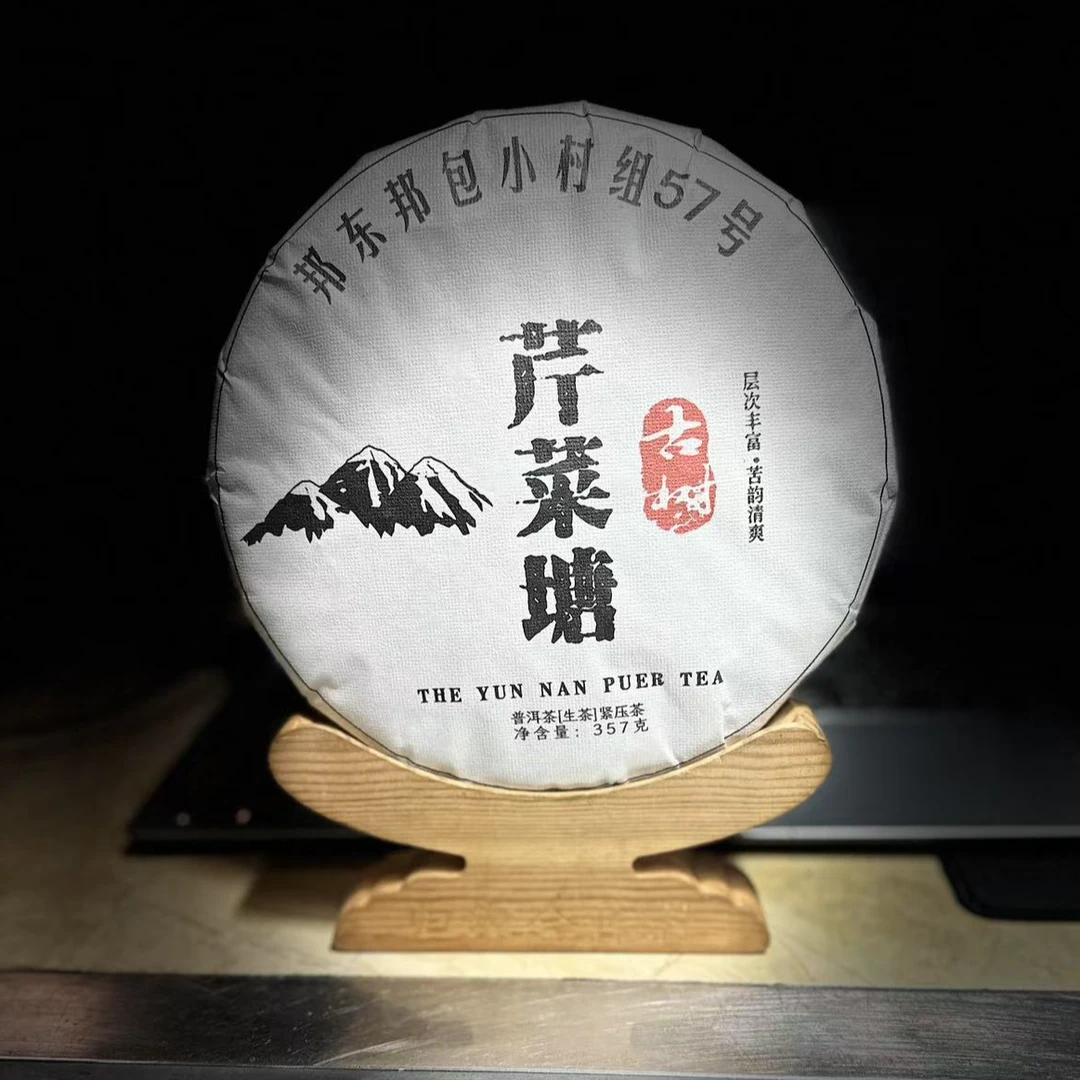 邦东邦包小村组57号
芹菜塘
古树
层次丰富·苦韵清爽
THE YUN NAN PUER TEA
普洱茶[生茶]紧压茶
净含量：357克